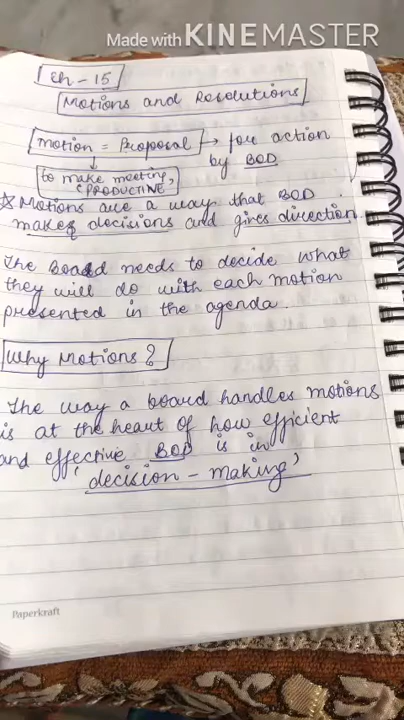 Made with KINEMASTER
Ch - 15
Motions and Resolutions
Motion = Proposal → for action
by BOD
to make meeting,
(PRODUCTIVE)
* Motions are a way that BOD
makes decisions and gives direction.
The Board needs to decide what
they will do with each motion
presented in the agenda.
Why Motions?
The way a board handles motions
is at the heart of how efficient
and effective BOD is in
'decision - making'
Paperkraft